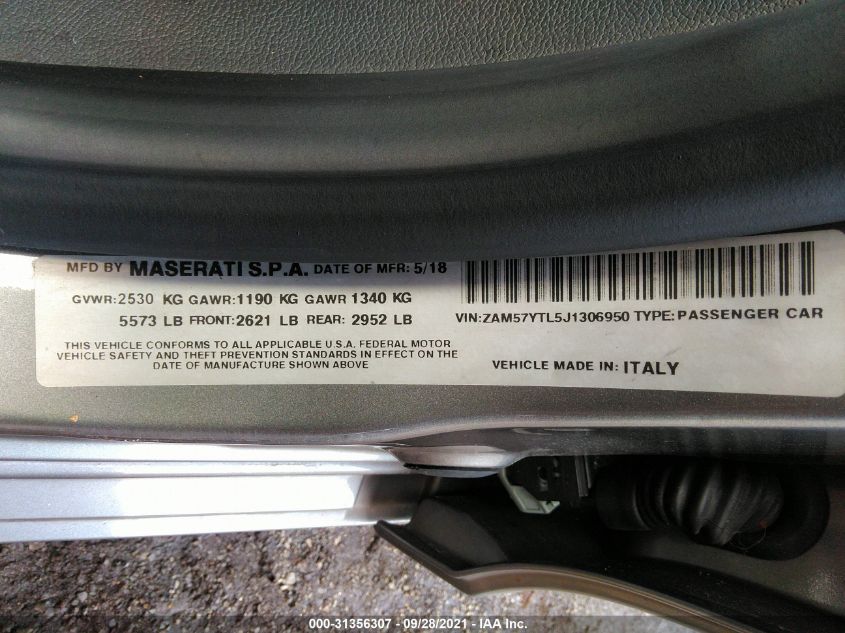 MFD BY MASERATI S.P.A. DATE OF MFR: 5/18
GVWR:2530 KG GAWR:1190 KG GAWR 1340 KG
5573 LB FRONT:2621 LB REAR: 2952 LB
THIS VEHICLE CONFORMS TO ALL APPLICABLE U.S.A. FEDERAL MOTOR
VEHICLE SAFETY AND THEFT PREVENTION STANDARDS IN EFFECT ON THE
DATE OF MANUFACTURE SHOWN ABOVE
VIN:ZAM57YTL5J1306950 TYPE:PASSENGER CAR
VEHICLE MADE IN: ITALY
000-31356307 - 09/28/2021 - IAA Inc.